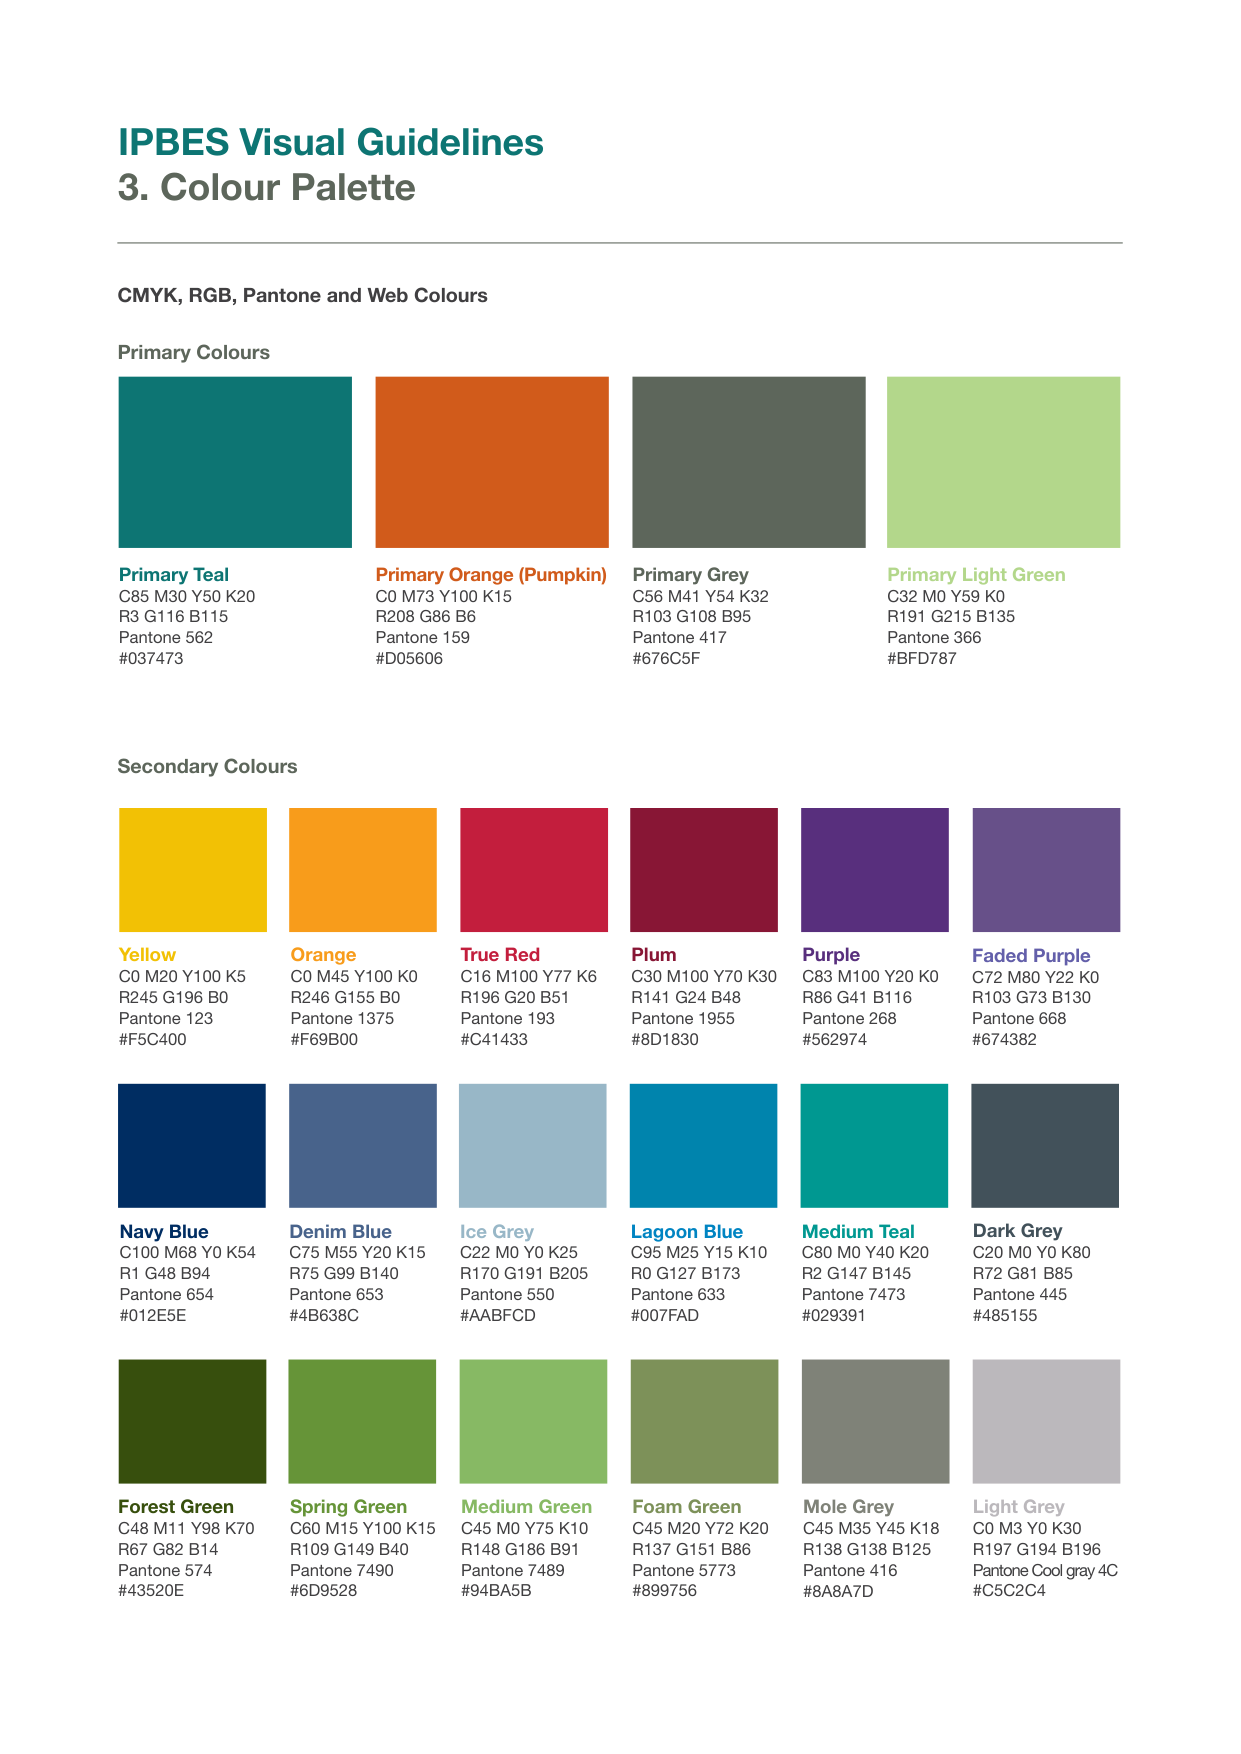 IPBES Visual Guidelines
3. Colour Palette
CMYK, RGB, Pantone and Web Colours
Primary Colours
Primary Teal
C85 M30 Y50 K20
R3 G116 B115
Pantone 562
#037473
Primary Orange (Pumpkin)
C0 M73 Y100 K15
R208 G86 B6
Pantone 159
#D05606
Primary Grey
C56 M41 Y54 K32
R103 G108 B95
Pantone 417
#676C5F
Primary Light Green
C32 M0 Y59 K0
R191 G215 B135
Pantone 366
#BFD787
Secondary Colours
Yellow
C0 M20 Y100 K5
R245 G196 B0
Pantone 123
#F5C400
Orange
C0 M45 Y100 K0
R246 G155 B0
Pantone 1375
#F69B00
True Red
C16 M100 Y77 K6
R196 G20 B51
Pantone 193
#C41433
Plum
C30 M100 Y70 K30
R141 G24 B48
Pantone 1955
#8D1830
Purple
C83 M100 Y20 K0
R86 G41 B116
Pantone 268
#562974
Faded Purple
C72 M80 Y22 K0
R103 G73 B130
Pantone 668
#674382
Navy Blue
C100 M68 Y0 K54
R1 G48 B94
Pantone 654
#012E5E
Denim Blue
C75 M55 Y20 K15
R75 G99 B140
Pantone 653
#4B638C
Ice Grey
C22 M0 Y0 K25
R170 G191 B205
Pantone 550
#AABFCD
Lagoon Blue
C95 M25 Y15 K10
R0 G127 B173
Pantone 633
#007FAD
Medium Teal
C80 M0 Y40 K20
R2 G147 B145
Pantone 7473
#029391
Dark Grey
C20 M0 Y0 K80
R72 G81 B85
Pantone 445
#485155
Forest Green
C48 M11 Y98 K70
R67 G82 B14
Pantone 574
#43520E
Spring Green
C60 M15 Y100 K15
R109 G149 B40
Pantone 7490
#6D9528
Medium Green
C45 M0 Y75 K10
R148 G186 B91
Pantone 7489
#94BA5B
Foam Green
C45 M20 Y72 K20
R137 G151 B86
Pantone 5773
#899756
Mole Grey
C45 M35 Y45 K18
R138 G138 B125
Pantone 416
#8A8A7D
Light Grey
C0 M3 Y0 K30
R197 G194 B196
Pantone Cool gray 4C
#C5C2C4